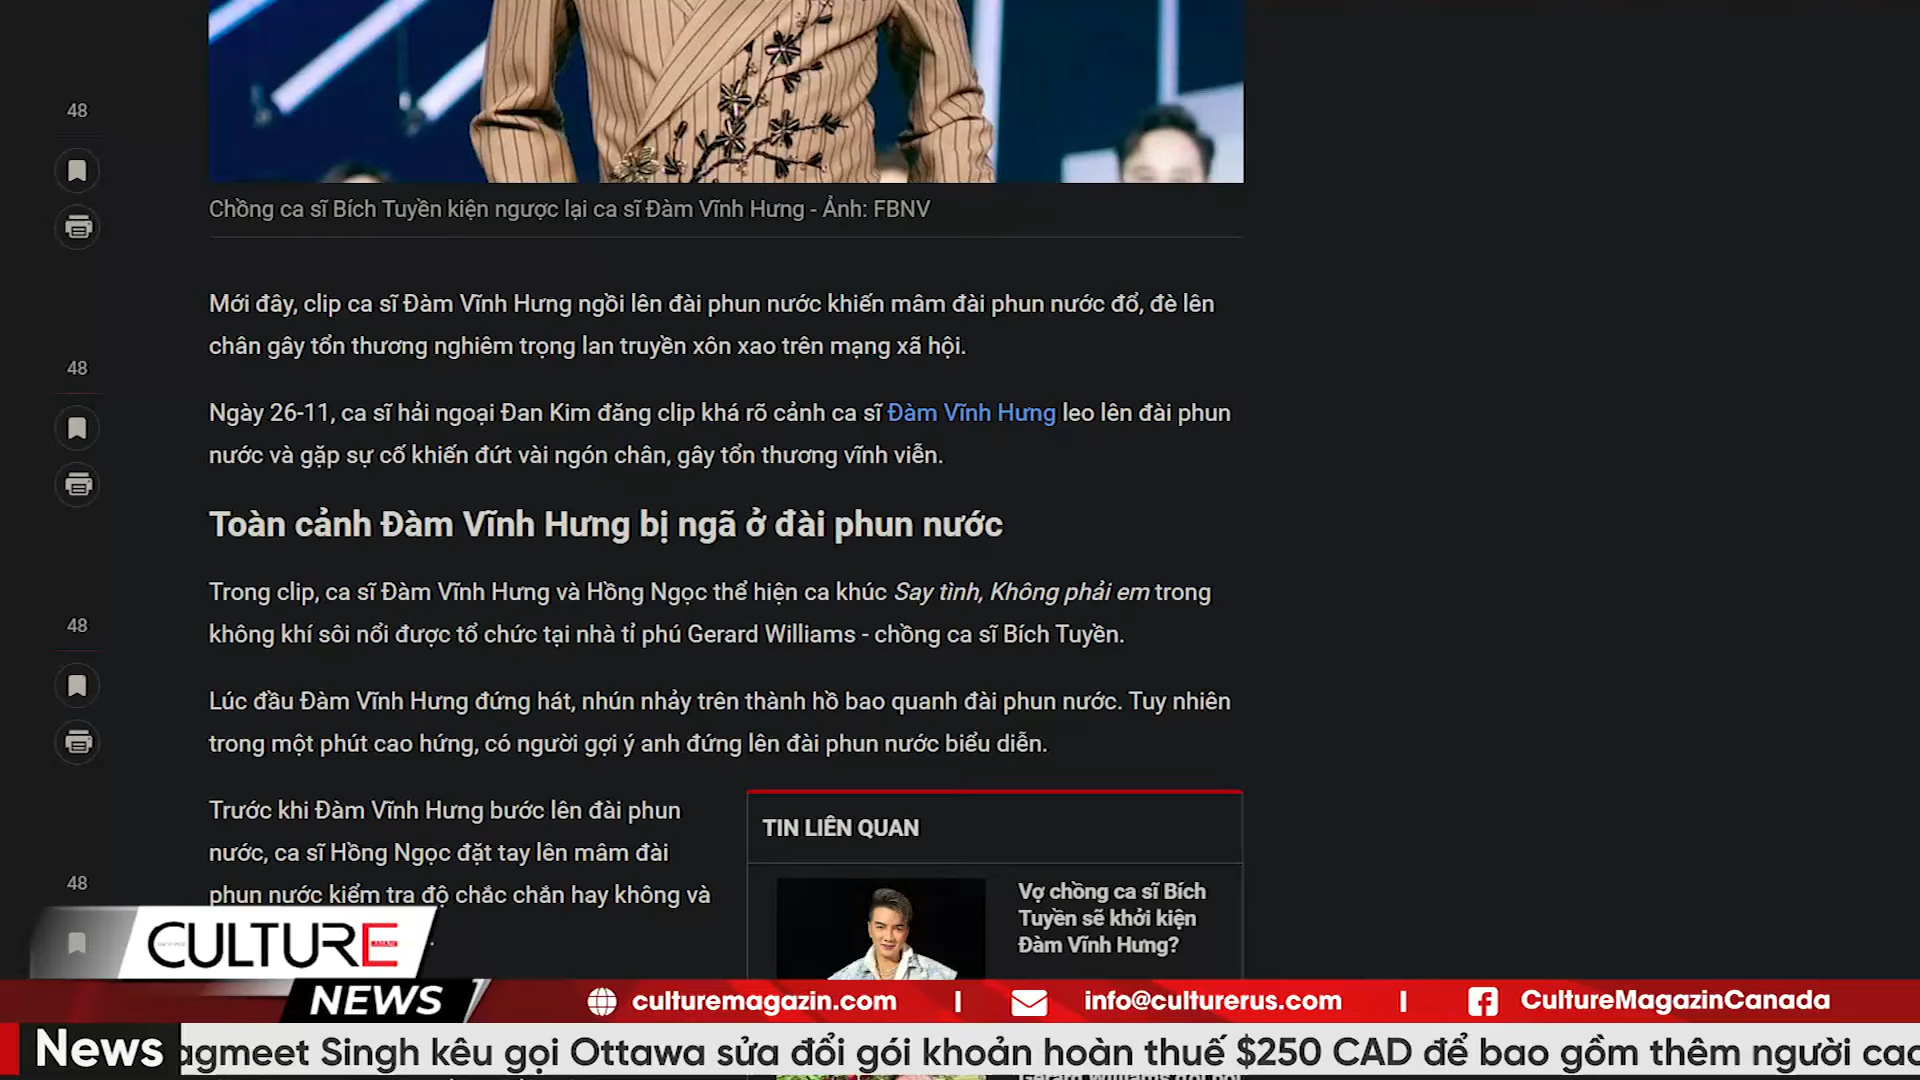 48
Chồng ca sĩ Bích Tuyền kiện ngược lại ca sĩ Đàm Vĩnh Hưng - Ảnh: FBNV
Mới đây, clip ca sĩ Đàm Vĩnh Hưng ngồi lên đài phun nước khiến mâm đài phun nước đổ, đè lên
chân gây tổn thương nghiêm trọng lan truyền xôn xao trên mạng xã hội.
48
Ngày 26-11, ca sĩ hải ngoại Đan Kim đăng clip khá rõ cảnh ca sĩ Đàm Vĩnh Hưng leo lên đài phun
nước và gặp sự cố khiến đứt vài ngón chân, gây tổn thương vĩnh viễn.
Toàn cảnh Đàm Vĩnh Hưng bị ngã ở đài phun nước
Trong clip, ca sĩ Đàm Vĩnh Hưng và Hồng Ngọc thể hiện ca khúc Say tình, Không phải em trong
không khí sôi nổi được tổ chức tại nhà tỉ phú Gerard Williams - chồng ca sĩ Bích Tuyền.
48
Lúc đầu Đàm Vĩnh Hưng đứng hát, nhún nhảy trên thành hồ bao quanh đài phun nước. Tuy nhiên
trong một phút cao hứng, có người gợi ý anh đứng lên đài phun nước biểu diễn.
Trước khi Đàm Vĩnh Hưng bước lên đài phun
nước, ca sĩ Hồng Ngọc đặt tay lên mâm đài
phun nước kiểm tra độ chắc chắn hay không và
48
TIN LIÊN QUAN
Vợ chồng ca sĩ Bích
Tuyền sẽ khởi kiện
Đàm Vĩnh Hưng?
CULTURE
MAGAZINE
NEWS
culturemagazin.com | info@culturerus.com | CultureMagazinCanada
News
agmeet Singh kêu gọi Ottawa sửa đổi gói khoản hoàn thuế $250 CAD để bao gồm thêm người cao